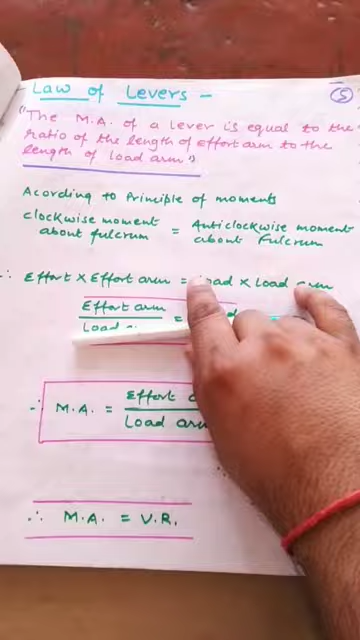 Law of Levers -
5
"The M.A. of a lever is equal to the
ratio of the length of effort arm to the
length of load arm"
Acording to Principle of moments
clockwise moment about fulcrum = Anticlockwise moment about Fulcrum
∴ Effort × Effort arm = Load × Load arm
Effort arm
Load =
∴ M.A. = Effort
Load arm
∴ M.A. = V.R.